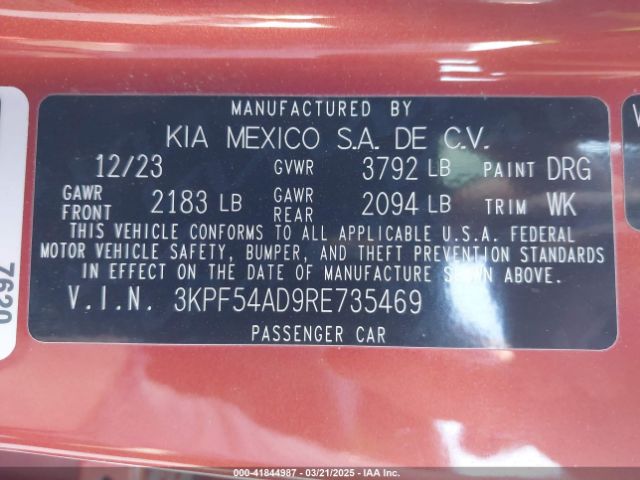 MANUFACTURED BY
KIA MEXICO S.A. DE C.V.
12/23 GVWR 3792 LB PAINT DRG
GAWR FRONT 2183 LB GAWR REAR 2094 LB TRIM WK
THIS VEHICLE CONFORMS TO ALL APPLICABLE U.S.A. FEDERAL
MOTOR VEHICLE SAFETY, BUMPER, AND THEFT PREVENTION STANDARDS
IN EFFECT ON THE DATE OF MANUFACTURE SHOWN ABOVE.
V.I.N. 3KPF54AD9RE735469
PASSENGER CAR
7620
000-41844987 - 03/21/2025 - IAA Inc.